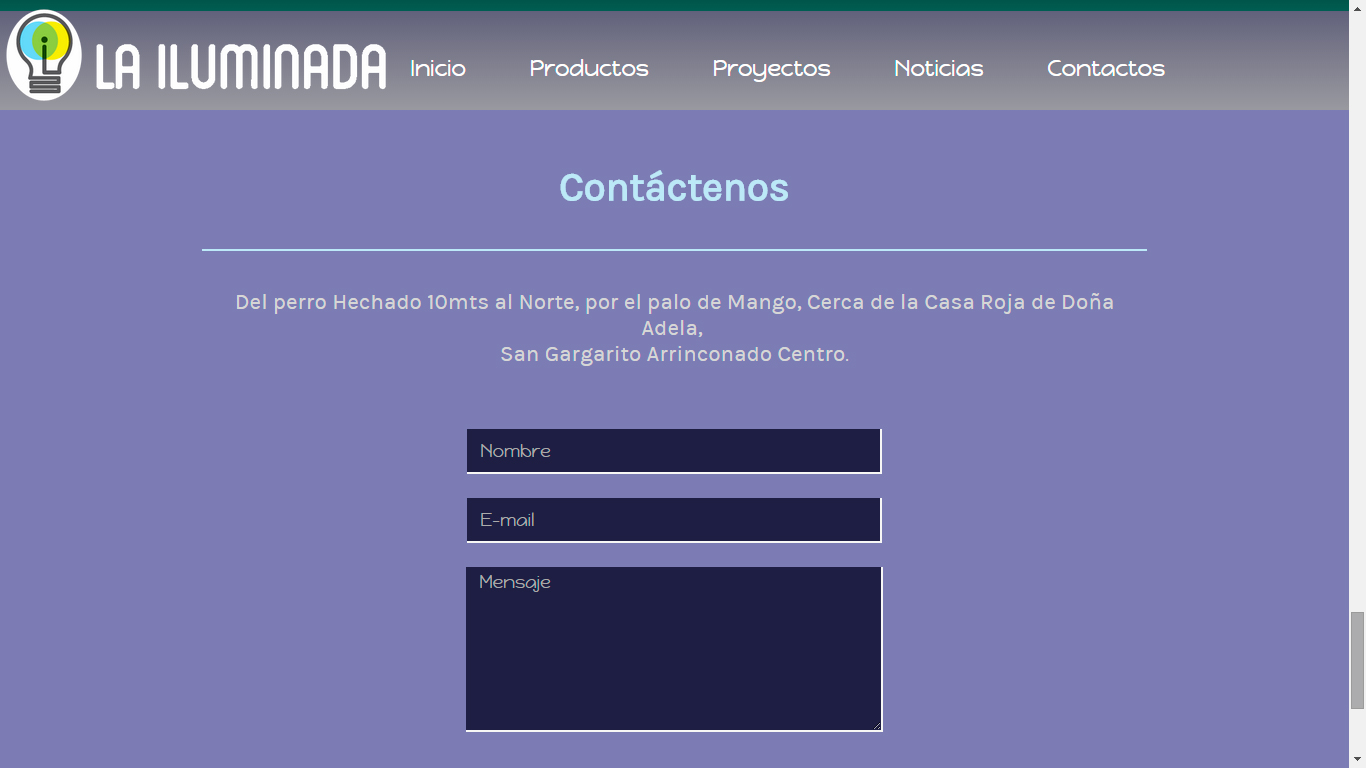 LA ILUMINADA
Inicio Productos Proyectos Noticias Contactos
Contáctenos
Del perro Hechado 10mts al Norte, por el palo de Mango, Cerca de la Casa Roja de Doña
Adela,
San Gargarito Arrinconado Centro.
Nombre
E-mail
Mensaje